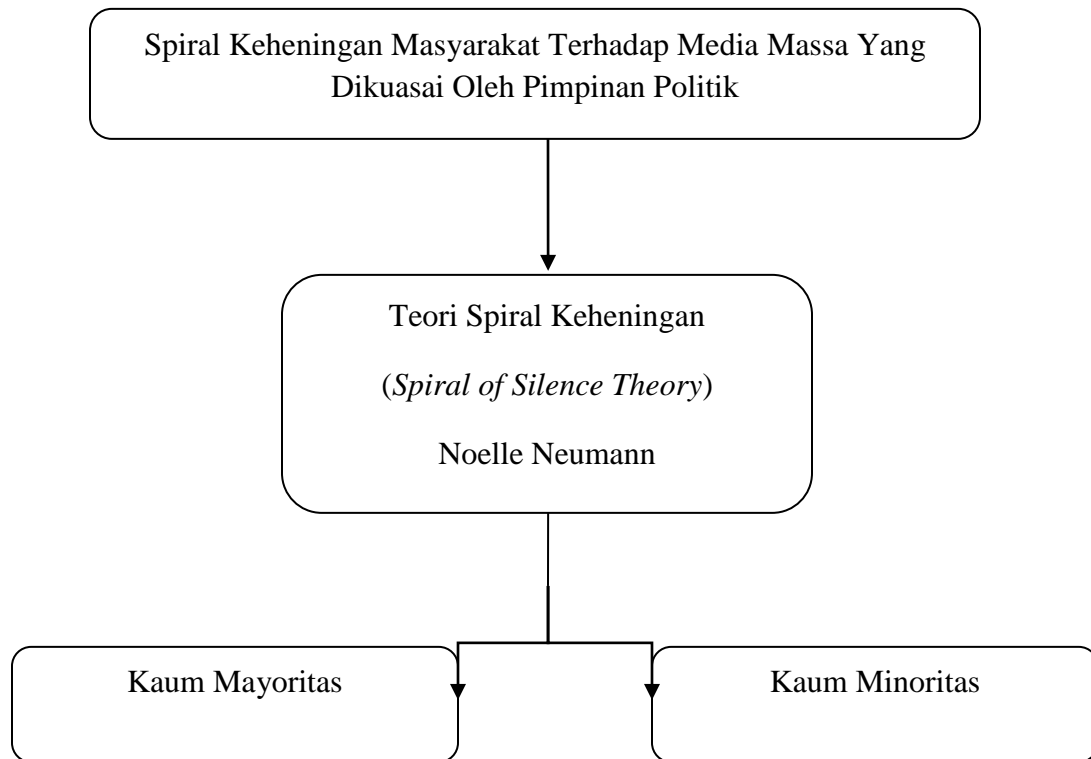 Spiral Keheningan Masyarakat Terhadap Media Massa Yang
Dikuasai Oleh Pimpinan Politik
Teori Spiral Keheningan
(Spiral of Silence Theory)
Noelle Neumann
Kaum Mayoritas
Kaum Minoritas